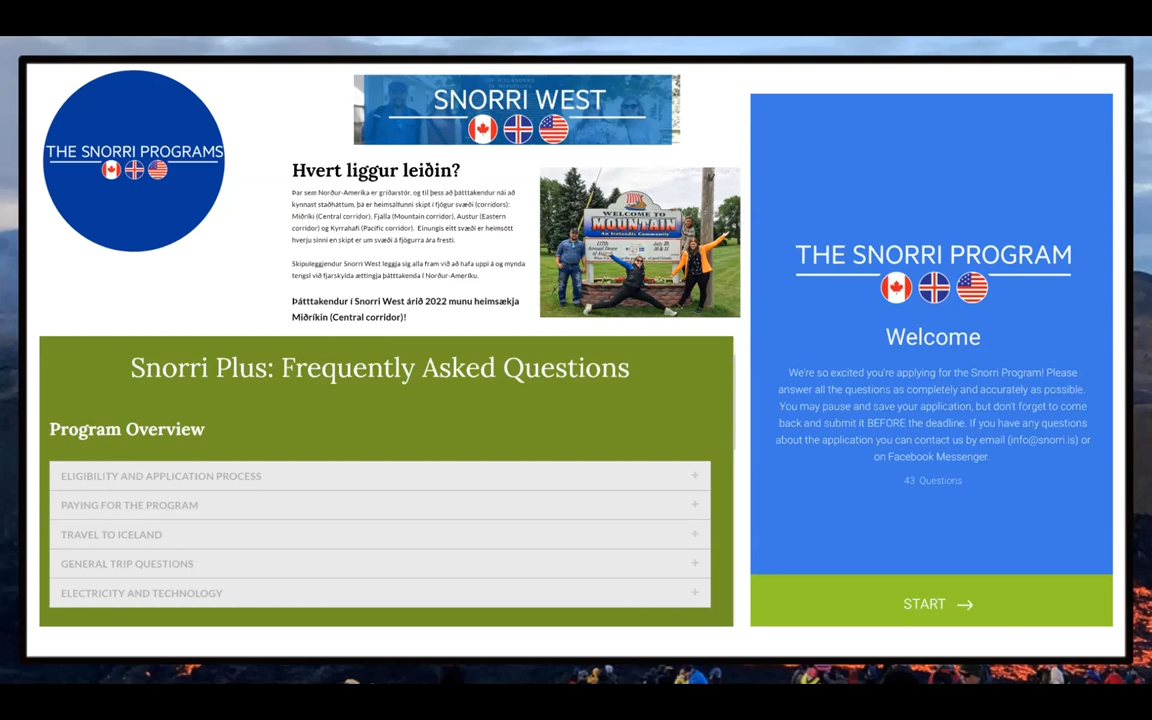 THE SNORRI PROGRAMS
SNORRI WEST
Hvert liggur leiðin?
Þar sem Norður-Amerika er gríðarstór, og til þess að þátttakendur nái að
kynnast staðháttum, þá er heimsálfunni skipt í fjögur svæði (corridors):
Miðríki (Central corridor), Fjalla (Mountain corridor), Austur (Eastern
corridor) og Kyrrahafi (Pacific corridor). Einungis eitt svæði er heimsótt
hverju sinni en skipt er um svæði á fjögurra ára fresti.
Skipuleggjendur Snorri West leggja sig alla fram við að hafa uppi á og mynda
tengsl við fjarskylda ættingja þátttakenda í Norður-Ameríku.
Þátttakendur í Snorri West árið 2022 munu heimsækja
Miðríkin (Central corridor)!
WELCOME TO
MOUNTAIN
An Icelandic Community
Snorri Plus: Frequently Asked Questions
Program Overview
ELIGIBILITY AND APPLICATION PROCESS +
PAYING FOR THE PROGRAM +
TRAVEL TO ICELAND +
GENERAL TRIP QUESTIONS +
ELECTRICITY AND TECHNOLOGY +
THE SNORRI PROGRAM
Welcome
We're so excited you're applying for the Snorri Program! Please
answer all the questions as completely and accurately as possible.
You may pause and save your application, but don't forget to come
back and submit it BEFORE the deadline. If you have any questions
about the application you can contact us by email (info@snorri.is) or
on Facebook Messenger.
43 Questions
START →